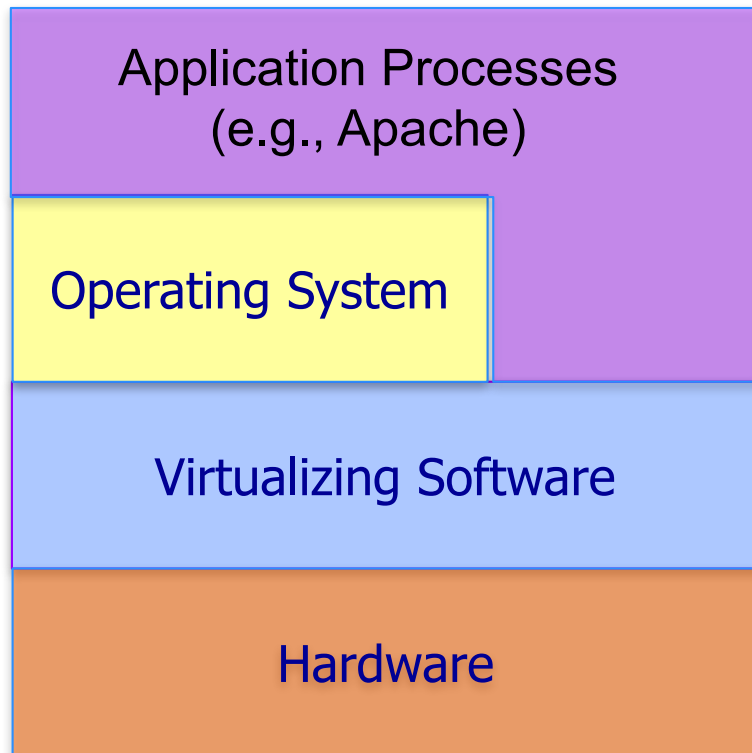 Application Processes
(e.g., Apache)
Operating System
Virtualizing Software
Hardware